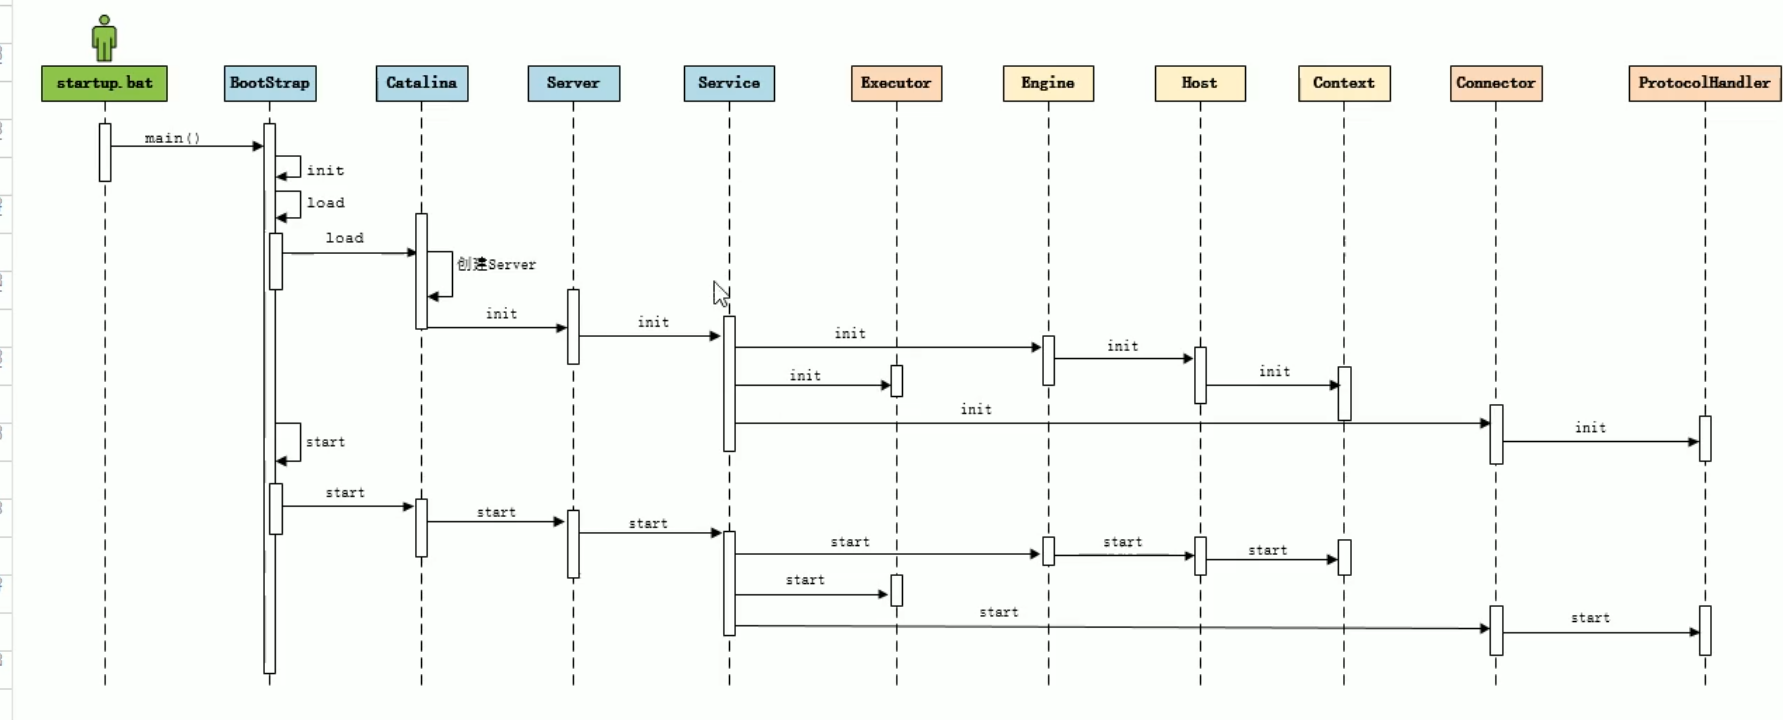 startup.bat
BootStrap
Catalina
Server
Service
Executor
Engine
Host
Context
Connector
ProtocolHandler
main()
init
load
load
创建Server
init
init
init
init
init
init
init
init
start
start
start
start
start
start
start
start
start
start